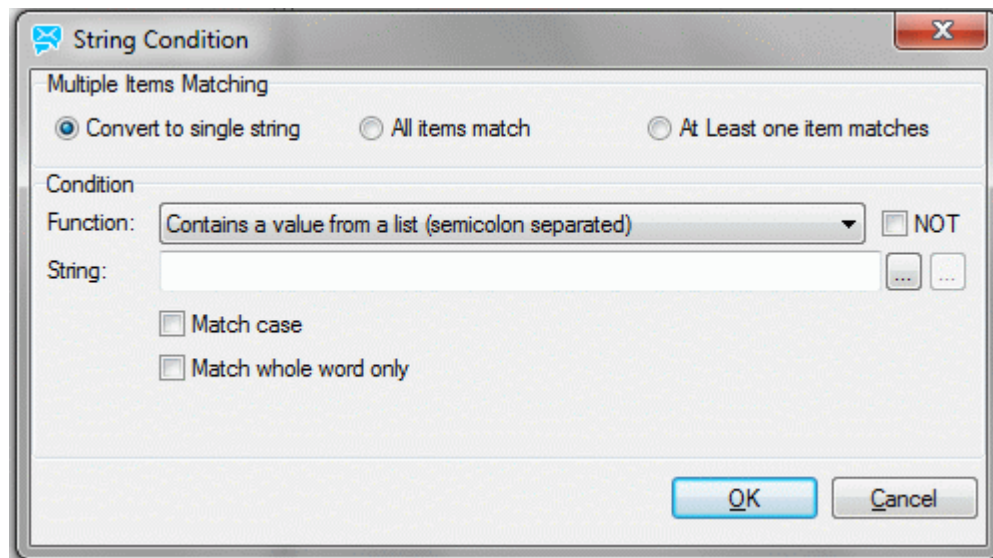 String Condition
Multiple Items Matching
Convert to single string All items match At Least one item matches
Condition
Function: Contains a value from a list (semicolon separated) NOT
String: ... ...
Match case
Match whole word only
OK Cancel